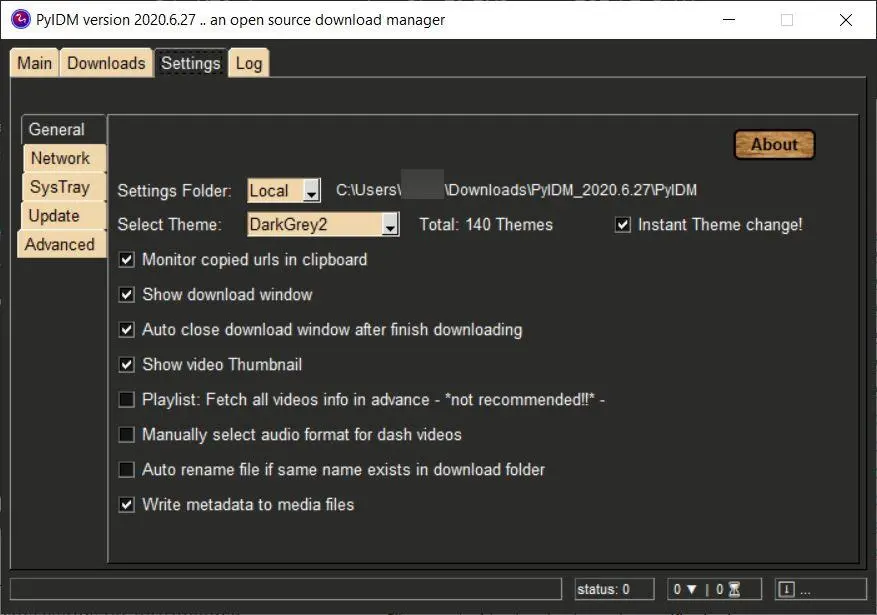 PyIDM version 2020.6.27 .. an open source download manager
Main Downloads Settings Log
General
Network
SysTray
Update
Advanced
About
Settings Folder: Local C:\Users\ \Downloads\PyIDM_2020.6.27\PyIDM
Select Theme: DarkGrey2 Total: 140 Themes Instant Theme change!
Monitor copied urls in clipboard
Show download window
Auto close download window after finish downloading
Show video Thumbnail
Playlist: Fetch all videos info in advance - *not recommended!!* -
Manually select audio format for dash videos
Auto rename file if same name exists in download folder
Write metadata to media files
status: 0 0 ▼ | 0 ⏳ ...